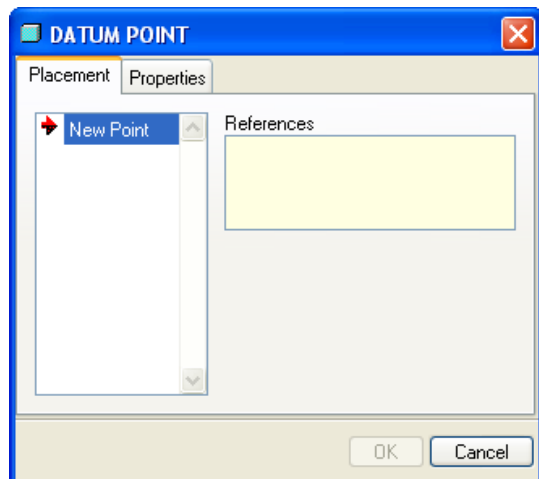 DATUM POINT
Placement Properties
New Point
References
OK Cancel